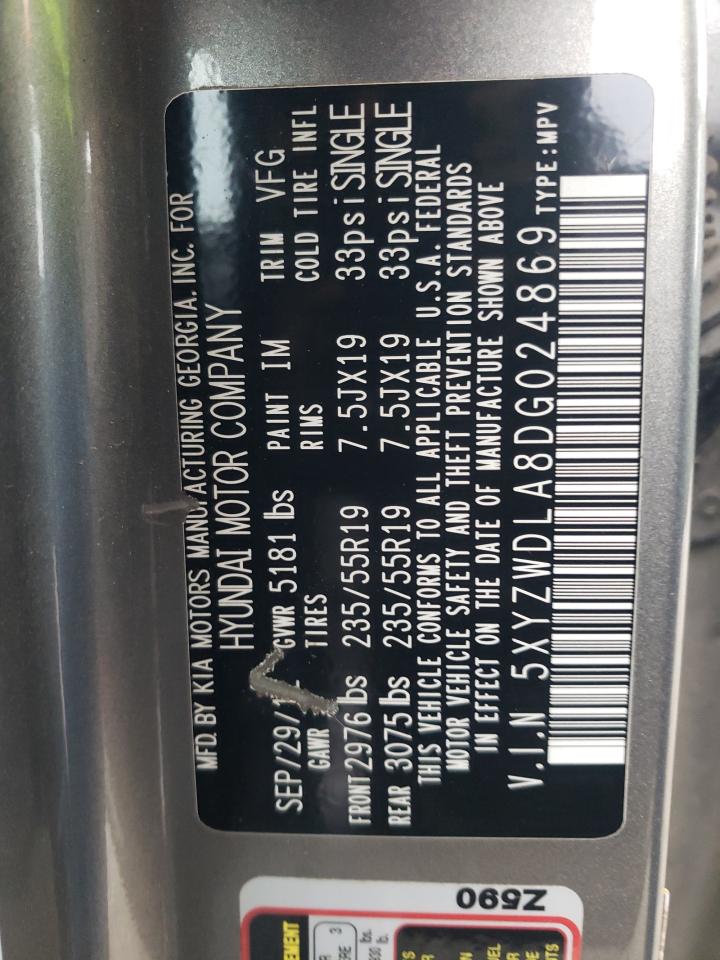 MFD. BY KIA MOTORS MANUFACTURING GEORGIA. INC. FOR
HYUNDAI MOTOR COMPANY
SEP/29/1 GVWR 5181 lbs PAINT IM TRIM VFG
GAWR TIRES RIMS COLD TIRE INFL
FRONT 2976 lbs 235/55R19 7.5JX19 33psi SINGLE
REAR 3075 lbs 235/55R19 7.5JX19 33psi SINGLE
THIS VEHICLE CONFORMS TO ALL APPLICABLE U.S.A. FEDERAL
MOTOR VEHICLE SAFETY AND THEFT PREVENTION STANDARDS
IN EFFECT ON THE DATE OF MANUFACTURE SHOWN ABOVE
V.I.N 5XYZWDLA8DG024869 TYPE:MPV
Z590